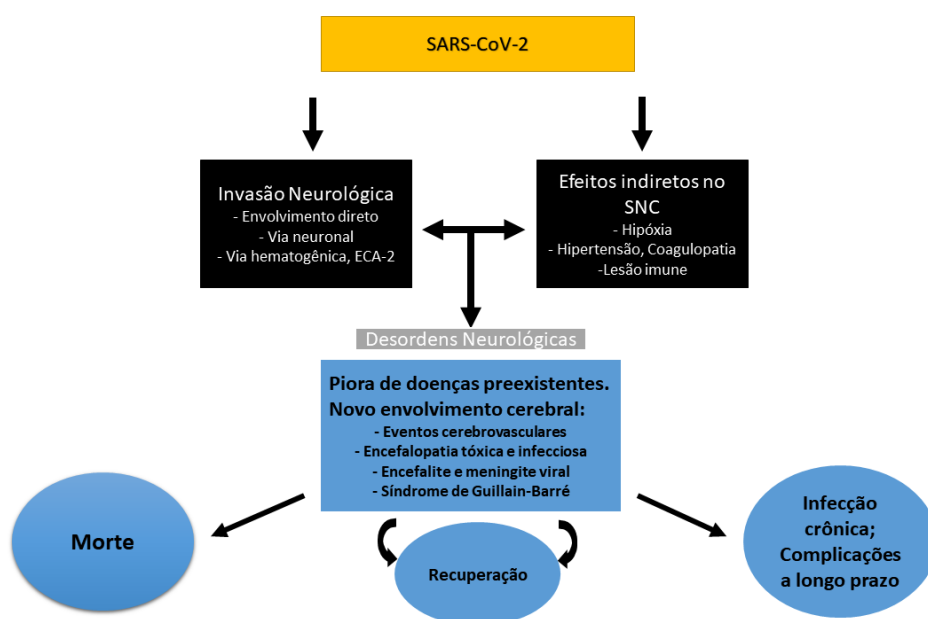 SARS-CoV-2
Invasão Neurológica
- Envolvimento direto
- Via neuronal
- Via hematogênica, ECA-2
Efeitos indiretos no
SNC
- Hipóxia
- Hipertensão, Coagulopatia
-Lesão imune
Desordens Neurológicas
Piora de doenças preexistentes.
Novo envolvimento cerebral:
- Eventos cerebrovasculares
- Encefalopatia tóxica e infecciosa
- Encefalite e meningite viral
- Síndrome de Guillain-Barré
Morte
Recuperação
Infecção
crônica;
Complicações
a longo prazo